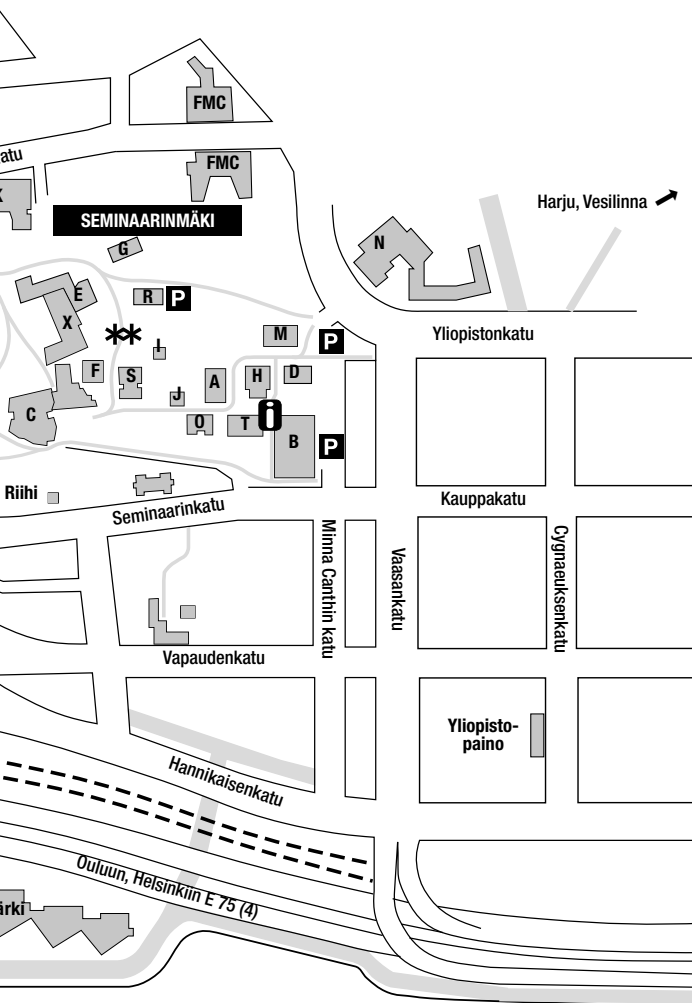 FMC
FMC
SEMINAARINMÄKI
Harju, Vesilinna
G
N
E
R
P
X
M
P
Yliopistonkatu
I
F
S
J
A
H
D
C
O
T
i
B
P
Riihi
Kauppakatu
Seminaarinkatu
Minna Canthin katu
Vaasankatu
Cygnaeuksenkatu
Vapaudenkatu
Yliopisto-
paino
Hannikaisenkatu
Ouluun, Helsinkiin E 75 (4)